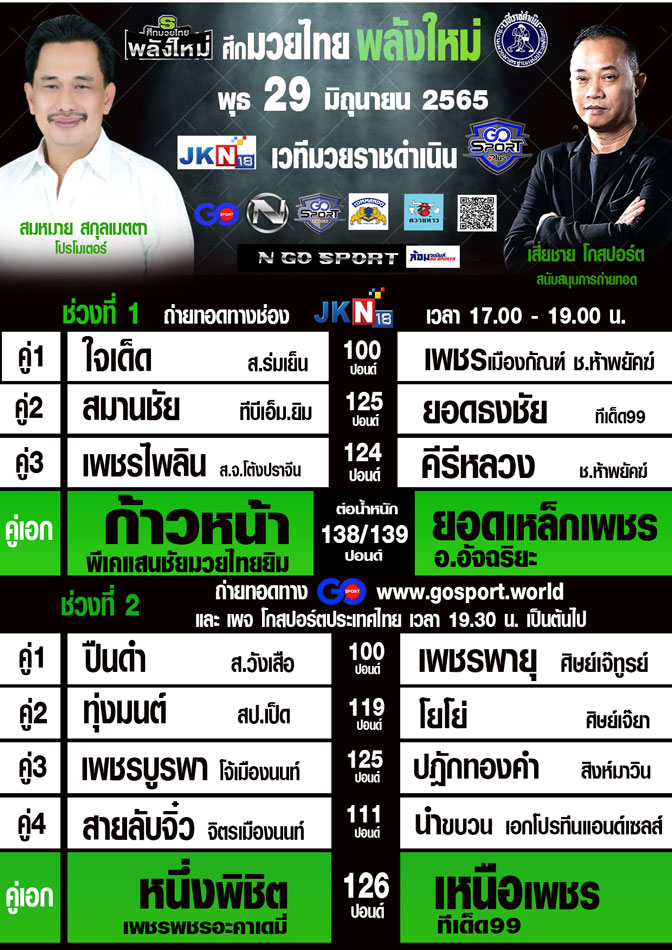 S
ศึกมวยไทย
พลังใหม่
ศึกมวยไทย พลังใหม่
พุธ 29 มิถุนายน 2565
JKN18 เวทีมวยราชดำเนิน GO SPORT Plus
GO SPORT N GO SPORT Plus COMMANDO ควายหาว
สมหมาย สกุลเมตตา
โปรโมเตอร์
N GO SPORT
เสี่ยชาย โกสปอร์ต
สนับสนุนการถ่ายทอด
ช่วงที่ 1 ถ่ายทอดทางช่อง JKN18 เวลา 17.00 - 19.00 น.
คู่1 ใจเด็ด ส.ร่มเย็น 100 ปอนด์ เพชรเมืองกัณฑ์ ช.ห้าพยัคฆ์
คู่2 สมานชัย ทีบีเอ็ม.ยิม 125 ปอนด์ ยอดธงชัย ทีเด็ด99
คู่3 เพชรไพลิน ส.จ.โต้งปราจีน 124 ปอนด์ คีรีหลวง ช.ห้าพยัคฆ์
คู่เอก ก้าวหน้า พีเคแสนชัยมวยไทยยิม ต่อน้ำหนัก 138/139 ปอนด์ ยอดเหล็กเพชร อ.อัจฉริยะ
ช่วงที่ 2 ถ่ายทอดทาง GO SPORT www.gosport.world
และ เพจ โกสปอร์ตประเทศไทย เวลา 19.30 น. เป็นต้นไป
คู่1 ปืนดำ ส.วังเสือ 100 ปอนด์ เพชรพายุ ศิษย์เจ๊ทูรย์
คู่2 ทุ่งมนต์ สป.เป็ด 119 ปอนด์ โยโย่ ศิษย์เจ๊ยา
คู่3 เพชรบูรพา โจ้เมืองนนท์ 125 ปอนด์ ปฏักทองคำ สิงห์มาวิน
คู่4 สายลับจิ๋ว จิตรเมืองนนท์ 111 ปอนด์ นำขบวน เอกโปรทีนแอนด์เซลส์
คู่เอก หนึ่งพิชิต เพชรพชรอะคาเดมี่ 126 ปอนด์ เหนือเพชร ทีเด็ด99